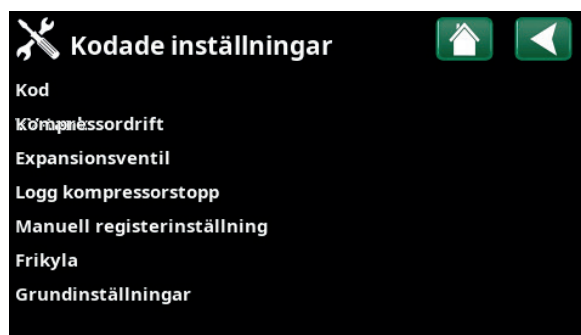 Kodade inställningar
Kod
Kompressordrift
Expansionsventil
Logg kompressorstopp
Manuell registerinställning
Frikyla
Grundinställningar